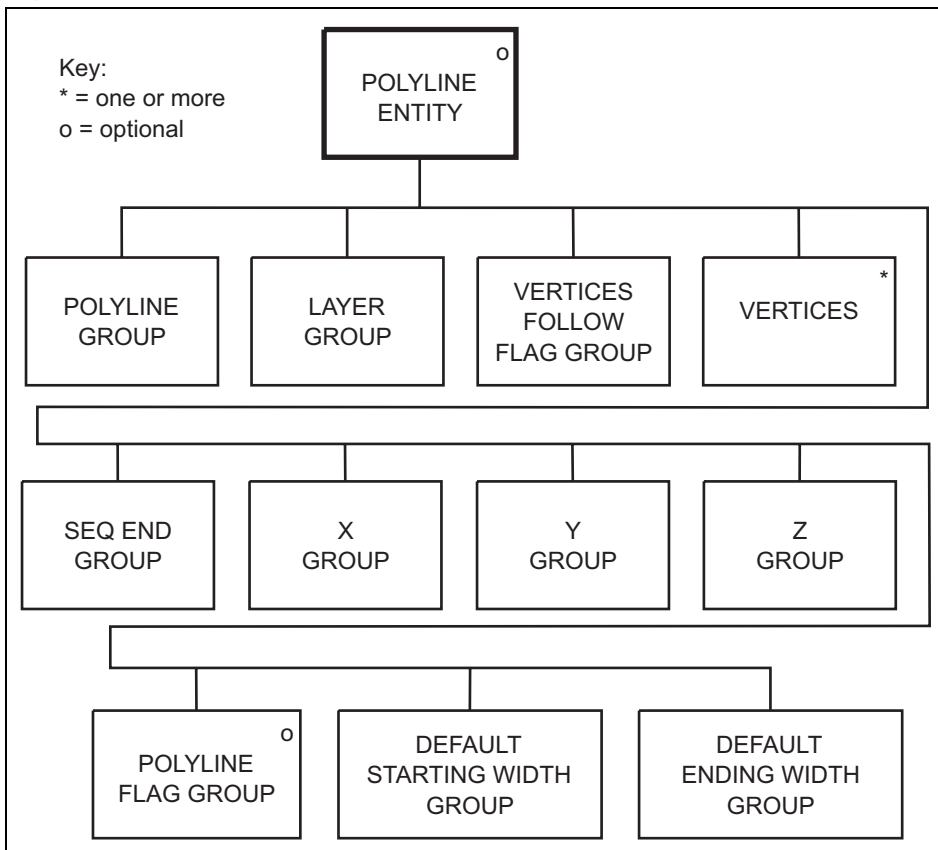 Key:
* = one or more
o = optional
o
POLYLINE
ENTITY
POLYLINE
GROUP
LAYER
GROUP
VERTICES
FOLLOW
FLAG GROUP
*
VERTICES
SEQ END
GROUP
X
GROUP
Y
GROUP
Z
GROUP
o
POLYLINE
FLAG GROUP
DEFAULT
STARTING WIDTH
GROUP
DEFAULT
ENDING WIDTH
GROUP